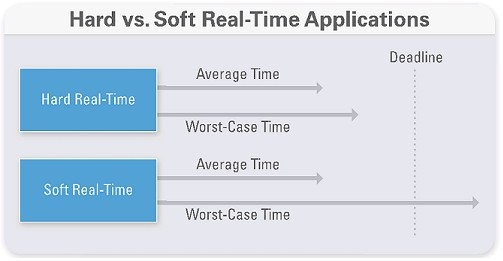 Hard vs. Soft Real-Time Applications
Deadline
Average Time
Hard Real-Time
Worst-Case Time
Average Time
Soft Real-Time
Worst-Case Time